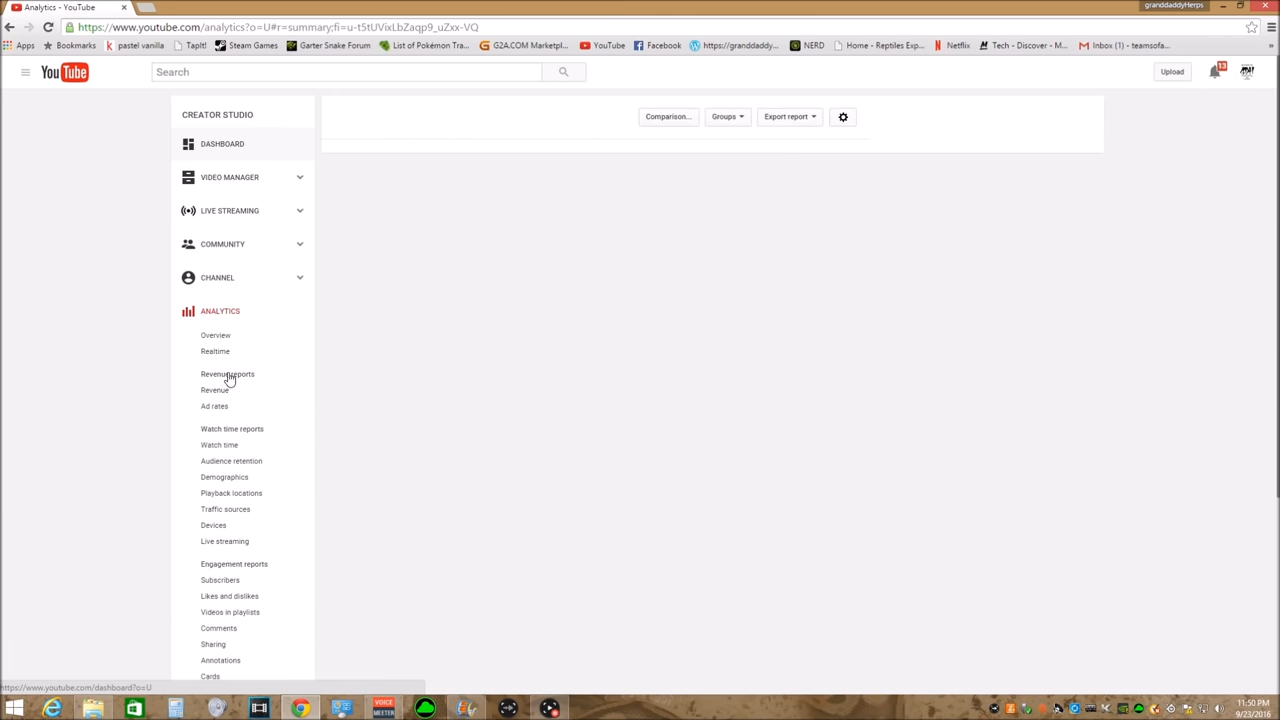 Analytics - YouTube
granddaddyHerps
https://www.youtube.com/analytics?o=U#r=summary;fi=u-t5tUVixLbZaqp9_uZxx-VQ
Apps Bookmarks pastel vanilla TapIt! Steam Games Garter Snake Forum List of Pokémon Tra... G2A.COM Marketpl... YouTube Facebook https://granddaddy... NERD Home - Reptiles Exp... Netflix Tech - Discover - M... Inbox (1) - teamsofa...
YouTube
Search
Upload
13
CREATOR STUDIO
Comparison... Groups Export report
DASHBOARD
VIDEO MANAGER
LIVE STREAMING
COMMUNITY
CHANNEL
ANALYTICS
Overview
Realtime
Revenue reports
Revenue
Ad rates
Watch time reports
Watch time
Audience retention
Demographics
Playback locations
Traffic sources
Devices
Live streaming
Engagement reports
Subscribers
Likes and dislikes
Videos in playlists
Comments
Sharing
Annotations
Cards
https://www.youtube.com/dashboard?o=U
VOICE
MEETER
11:50 PM
9/23/2016